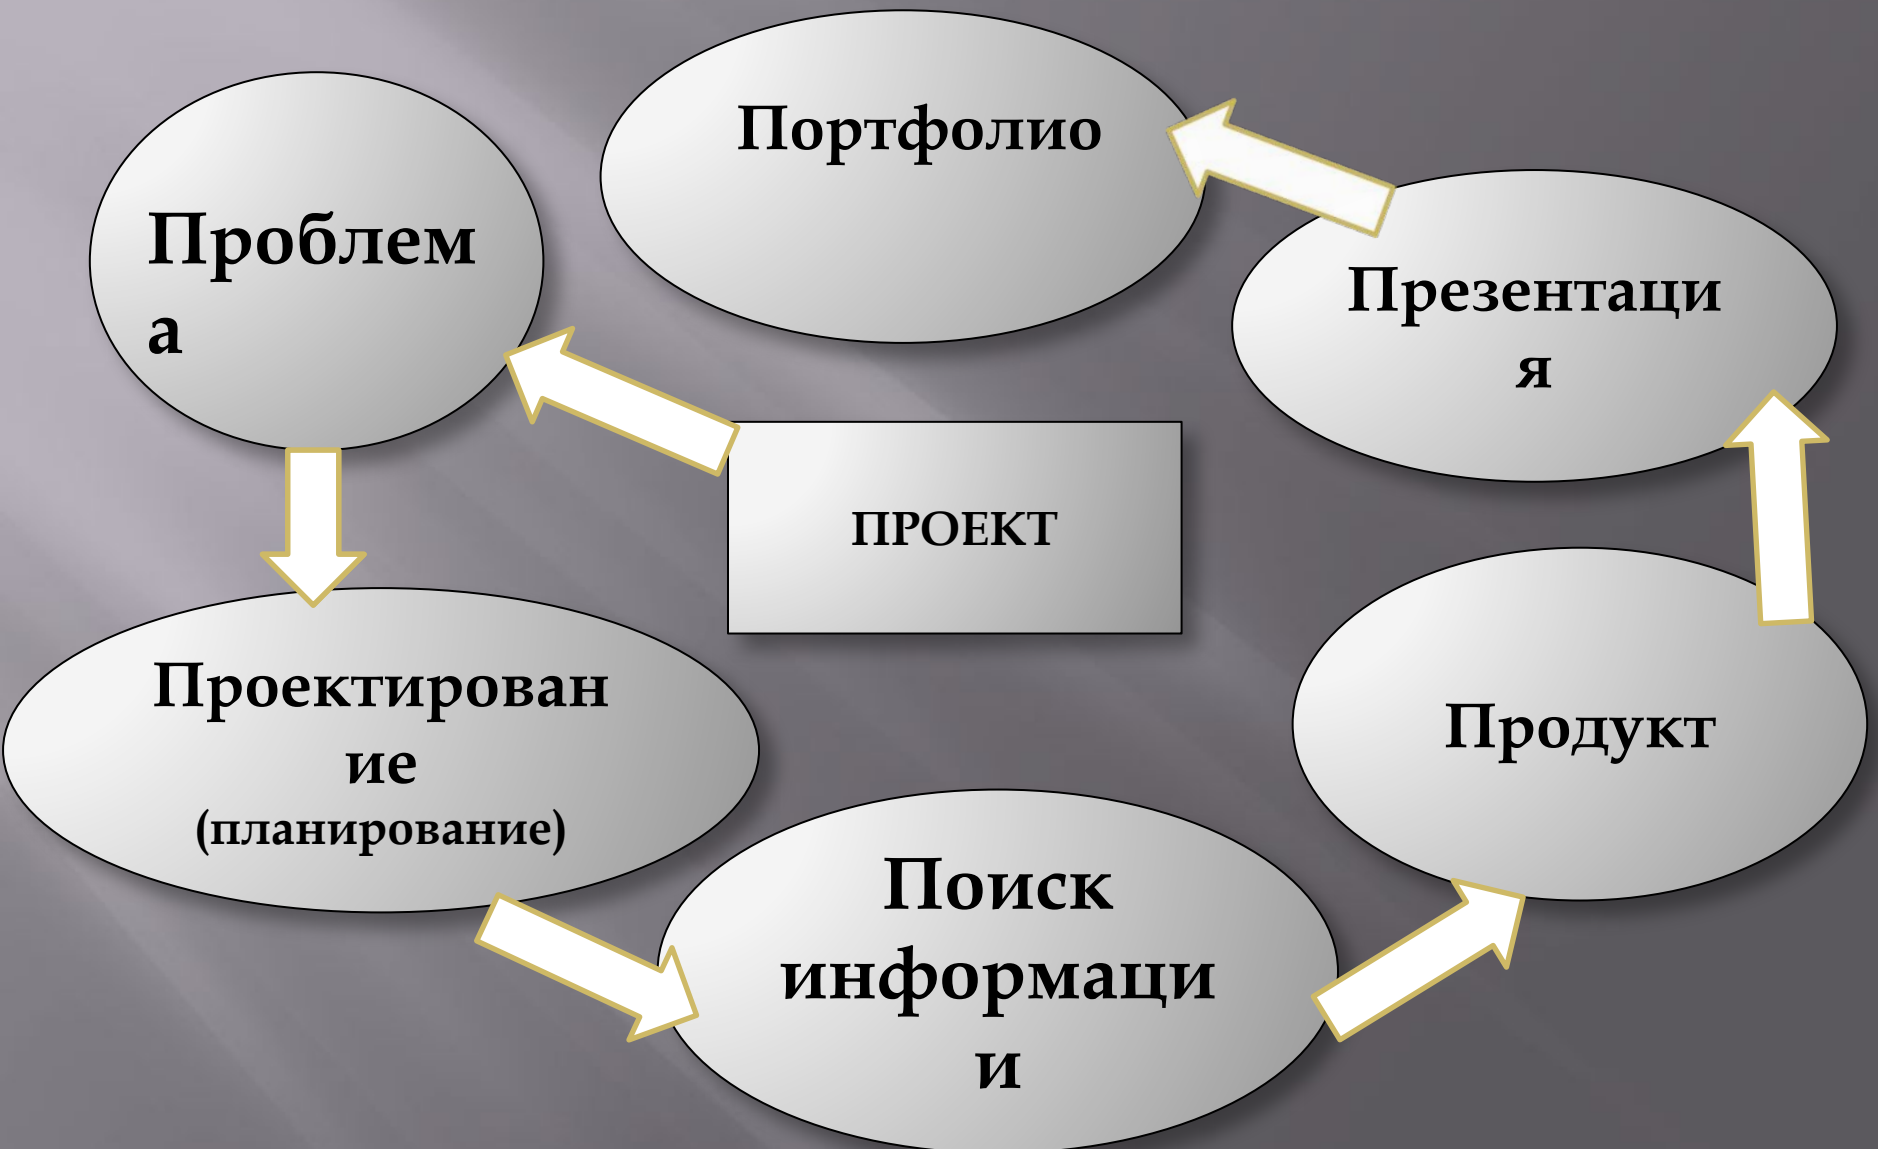 Портфолио
Проблем
а
Презентаци
я
ПРОЕКТ
Проектирован
ие
(планирование)
Продукт
Поиск
информаци
и